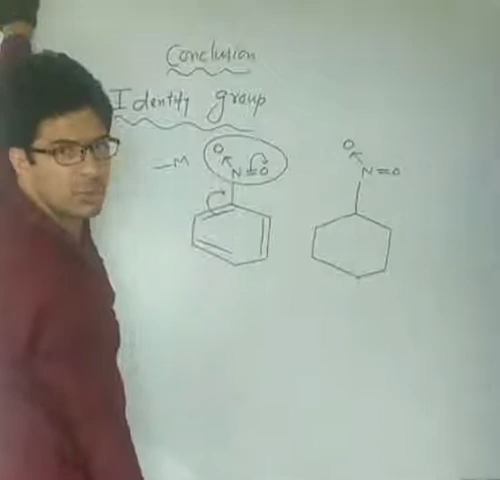 Conclusion
Identify group
-M
O
N=O
O
N=O